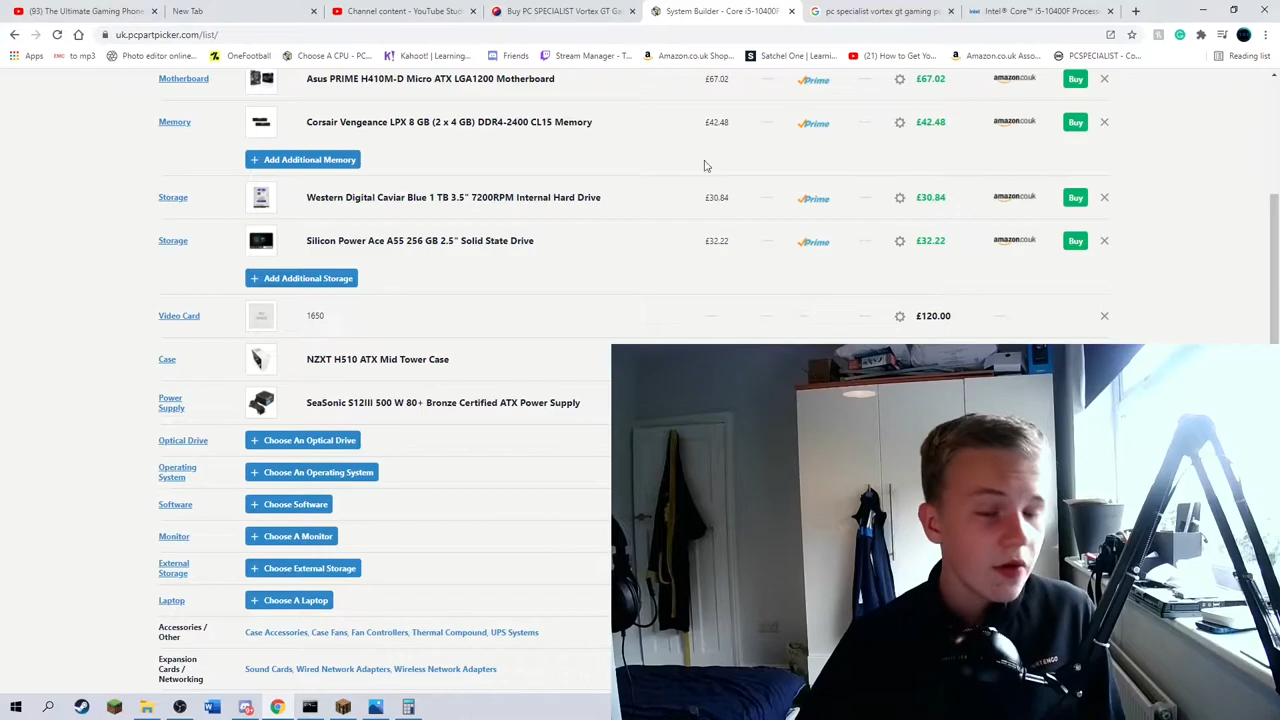 (93) The Ultimate Gaming Phone
New Tab
Channel content - YouTube Stud
Buy PC SPECIALIST Vortex GT Ga
System Builder - Core i5-10400F
pc specialist vortex gt gaming p
Intel® Core™ i5-10400F Process
uk.pcpartpicker.com/list/
Apps
to mp3
Photo editor online...
OneFootball
Choose A CPU - PC...
Kahoot! | Learning...
Friends
Stream Manager - T...
Amazon.co.uk Shop...
Satchel One | Learni...
(21) How to Get You...
Amazon.co.uk Asso...
PCSPECIALIST - Co...
Reading list
Motherboard Asus PRIME H410M-D Micro ATX LGA1200 Motherboard £67.02 Prime £67.02 amazon.co.uk Buy
Memory Corsair Vengeance LPX 8 GB (2 x 4 GB) DDR4-2400 CL15 Memory £42.48 Prime £42.48 amazon.co.uk Buy
+ Add Additional Memory
Storage Western Digital Caviar Blue 1 TB 3.5" 7200RPM Internal Hard Drive £30.84 Prime £30.84 amazon.co.uk Buy
Storage Silicon Power Ace A55 256 GB 2.5" Solid State Drive £32.22 Prime £32.22 amazon.co.uk Buy
+ Add Additional Storage
Video Card 1650 £120.00
Case NZXT H510 ATX Mid Tower Case
Power
Supply
SeaSonic S12III 500 W 80+ Bronze Certified ATX Power Supply
Optical Drive + Choose An Optical Drive
Operating
System
+ Choose An Operating System
Software + Choose Software
Monitor + Choose A Monitor
External
Storage
+ Choose External Storage
Laptop + Choose A Laptop
Accessories /
Other
Case Accessories, Case Fans, Fan Controllers, Thermal Compound, UPS Systems
Expansion
Cards /
Networking
Sound Cards, Wired Network Adapters, Wireless Network Adapters